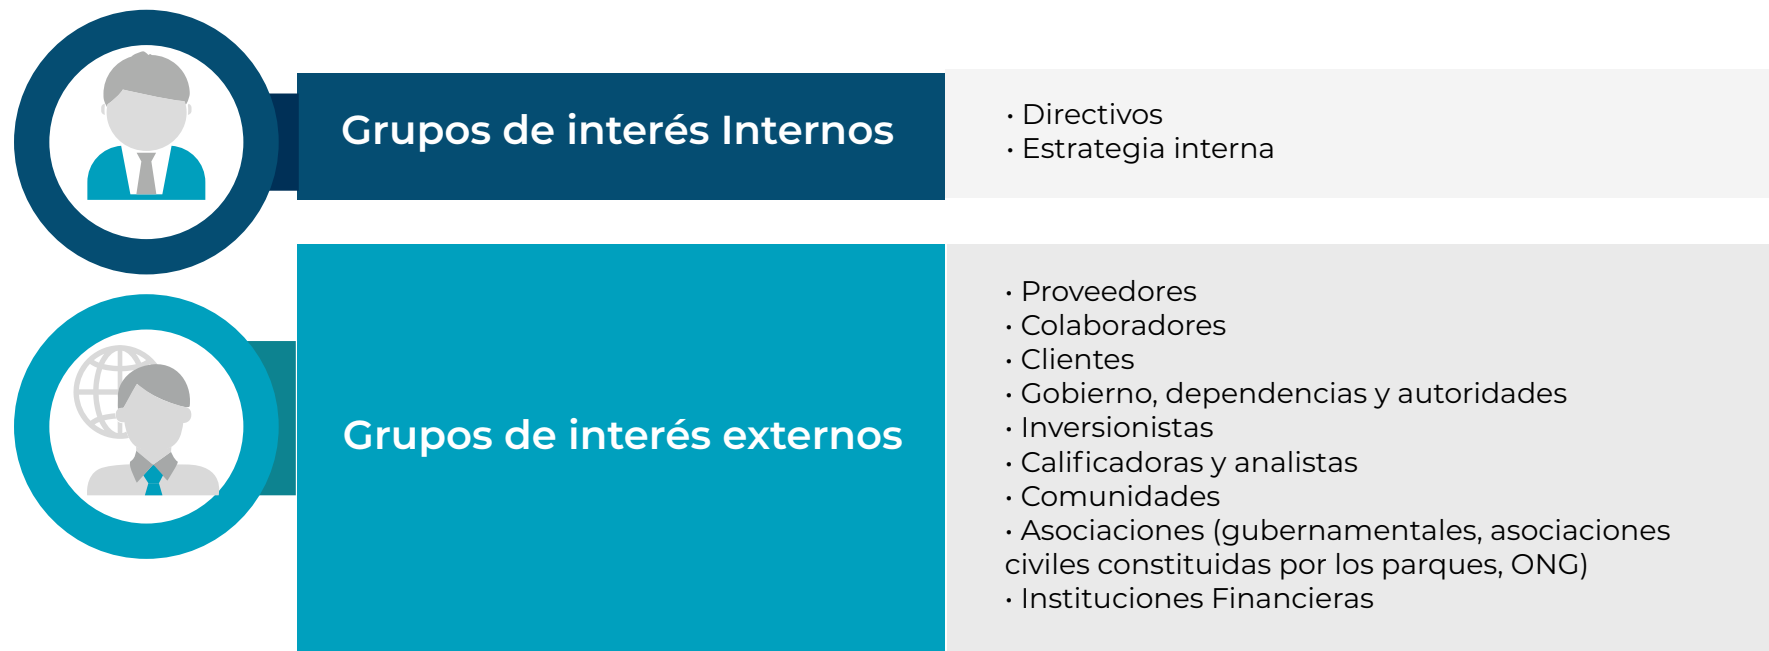 Grupos de interés Internos
· Directivos
· Estrategia interna
Grupos de interés externos
· Proveedores
· Colaboradores
· Clientes
· Gobierno, dependencias y autoridades
· Inversionistas
· Calificadoras y analistas
· Comunidades
· Asociaciones (gubernamentales, asociaciones
civiles constituidas por los parques, ONG)
· Instituciones Financieras